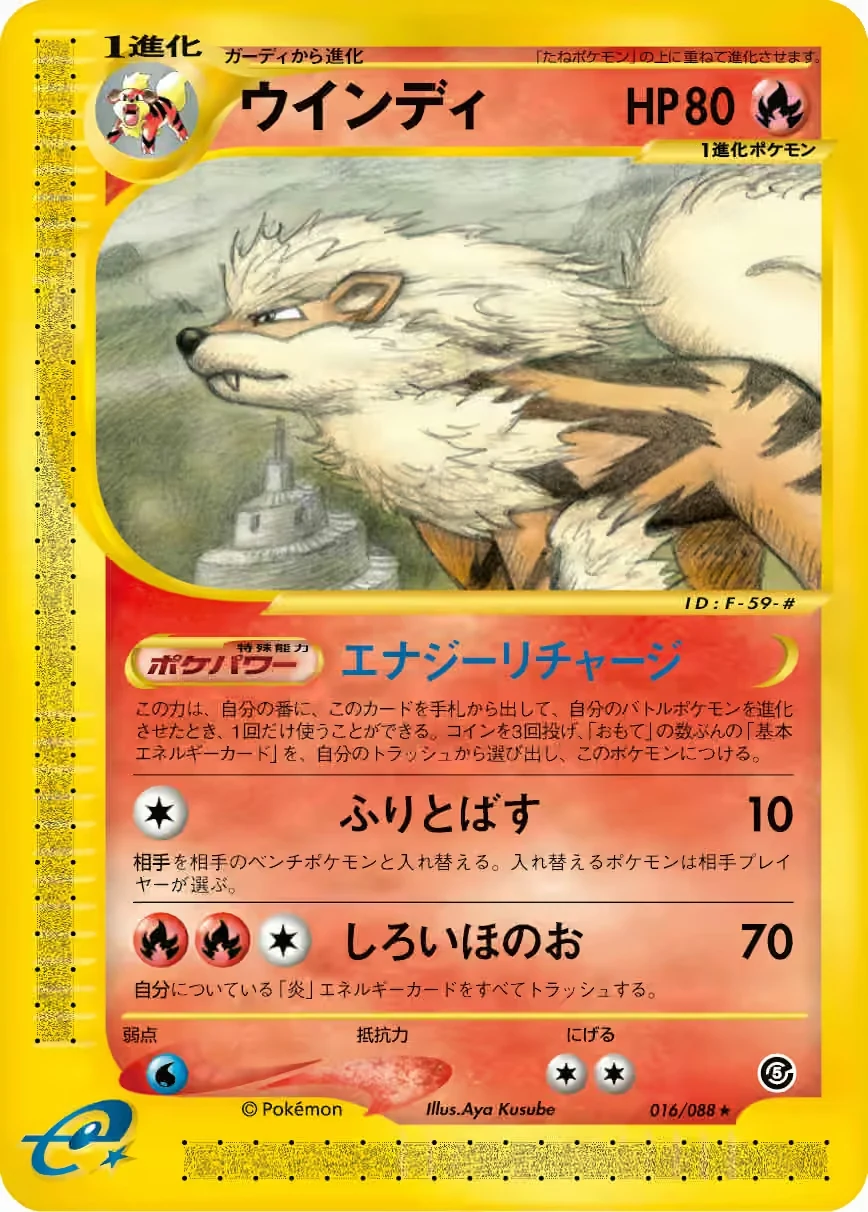 1進化
ガーディから進化
「たねポケモン」の上に重ねて進化させます。
ウインディ
HP80
1進化ポケモン
ID:F-59-#
特殊能力
ポケパワー
エナジーリチャージ
この力は、自分の番に、このカードを手札から出して、自分のバトルポケモンを進化
させたとき、1回だけ使うことができる。コインを3回投げ、「おもて」の数ぶんの「基本
エネルギーカード」を、自分のトラッシュから選び出し、このポケモンにつける。
ふりとばす 10
相手を相手のベンチポケモンと入れ替える。入れ替えるポケモンは相手プレイ
ヤーが選ぶ。
しろいほのお 70
自分についている「炎」エネルギーカードをすべてトラッシュする。
弱点 抵抗力 にげる
5
© Pokémon Illus.Aya Kusube 016/088 ★
e